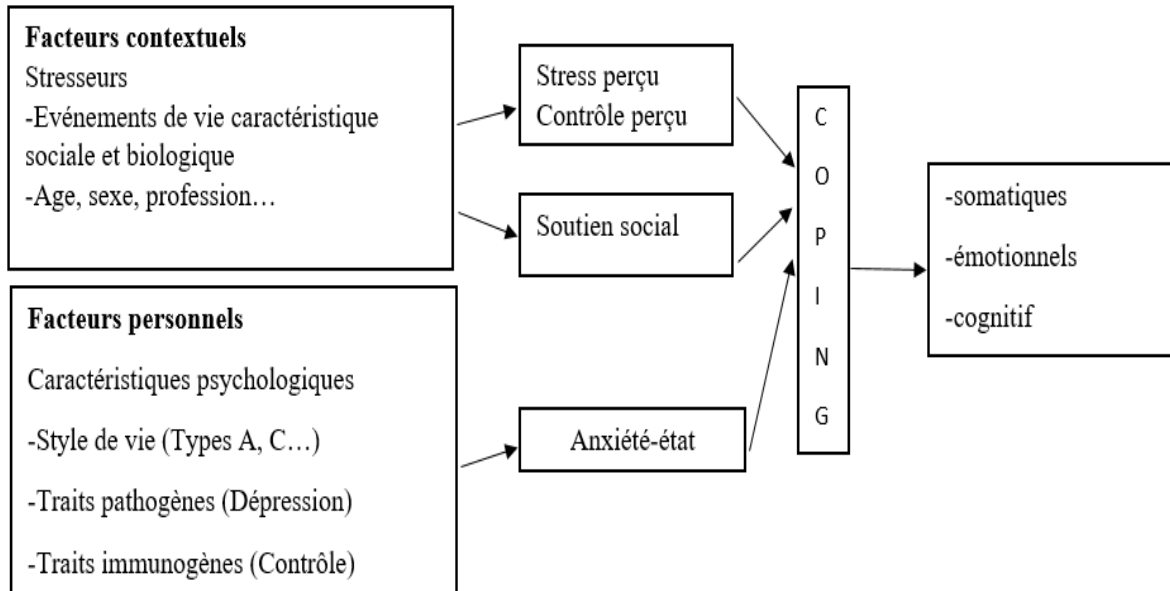 Facteurs contextuels
Stresseurs
-Evénements de vie caractéristique
sociale et biologique
-Age, sexe, profession…
Facteurs personnels
Caractéristiques psychologiques
-Style de vie (Types A, C…)
-Traits pathogènes (Dépression)
-Traits immunogènes (Contrôle)
Stress perçu
Contrôle perçu
Soutien social
Anxiété-état
C
O
P
I
N
G
-somatiques
-émotionnels
-cognitif